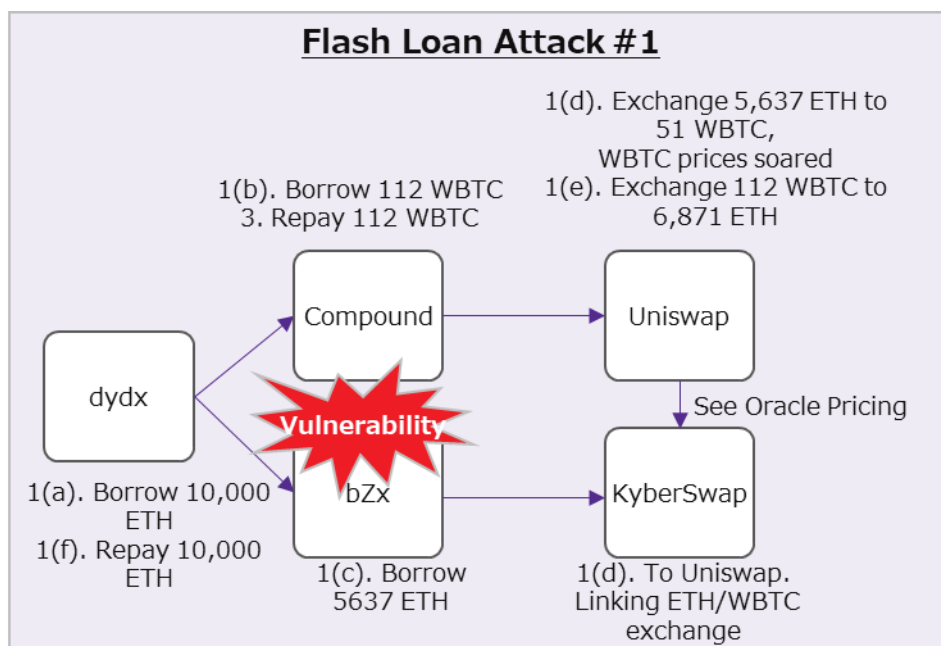 Flash Loan Attack #1
1(d). Exchange 5,637 ETH to
51 WBTC,
WBTC prices soared
1(e). Exchange 112 WBTC to
6,871 ETH
1(b). Borrow 112 WBTC
3. Repay 112 WBTC
Compound
Uniswap
dydx
Vulnerability
See Oracle Pricing
bZx
KyberSwap
1(a). Borrow 10,000
ETH
1(f). Repay 10,000
ETH
1(c). Borrow
5637 ETH
1(d). To Uniswap.
Linking ETH/WBTC
exchange